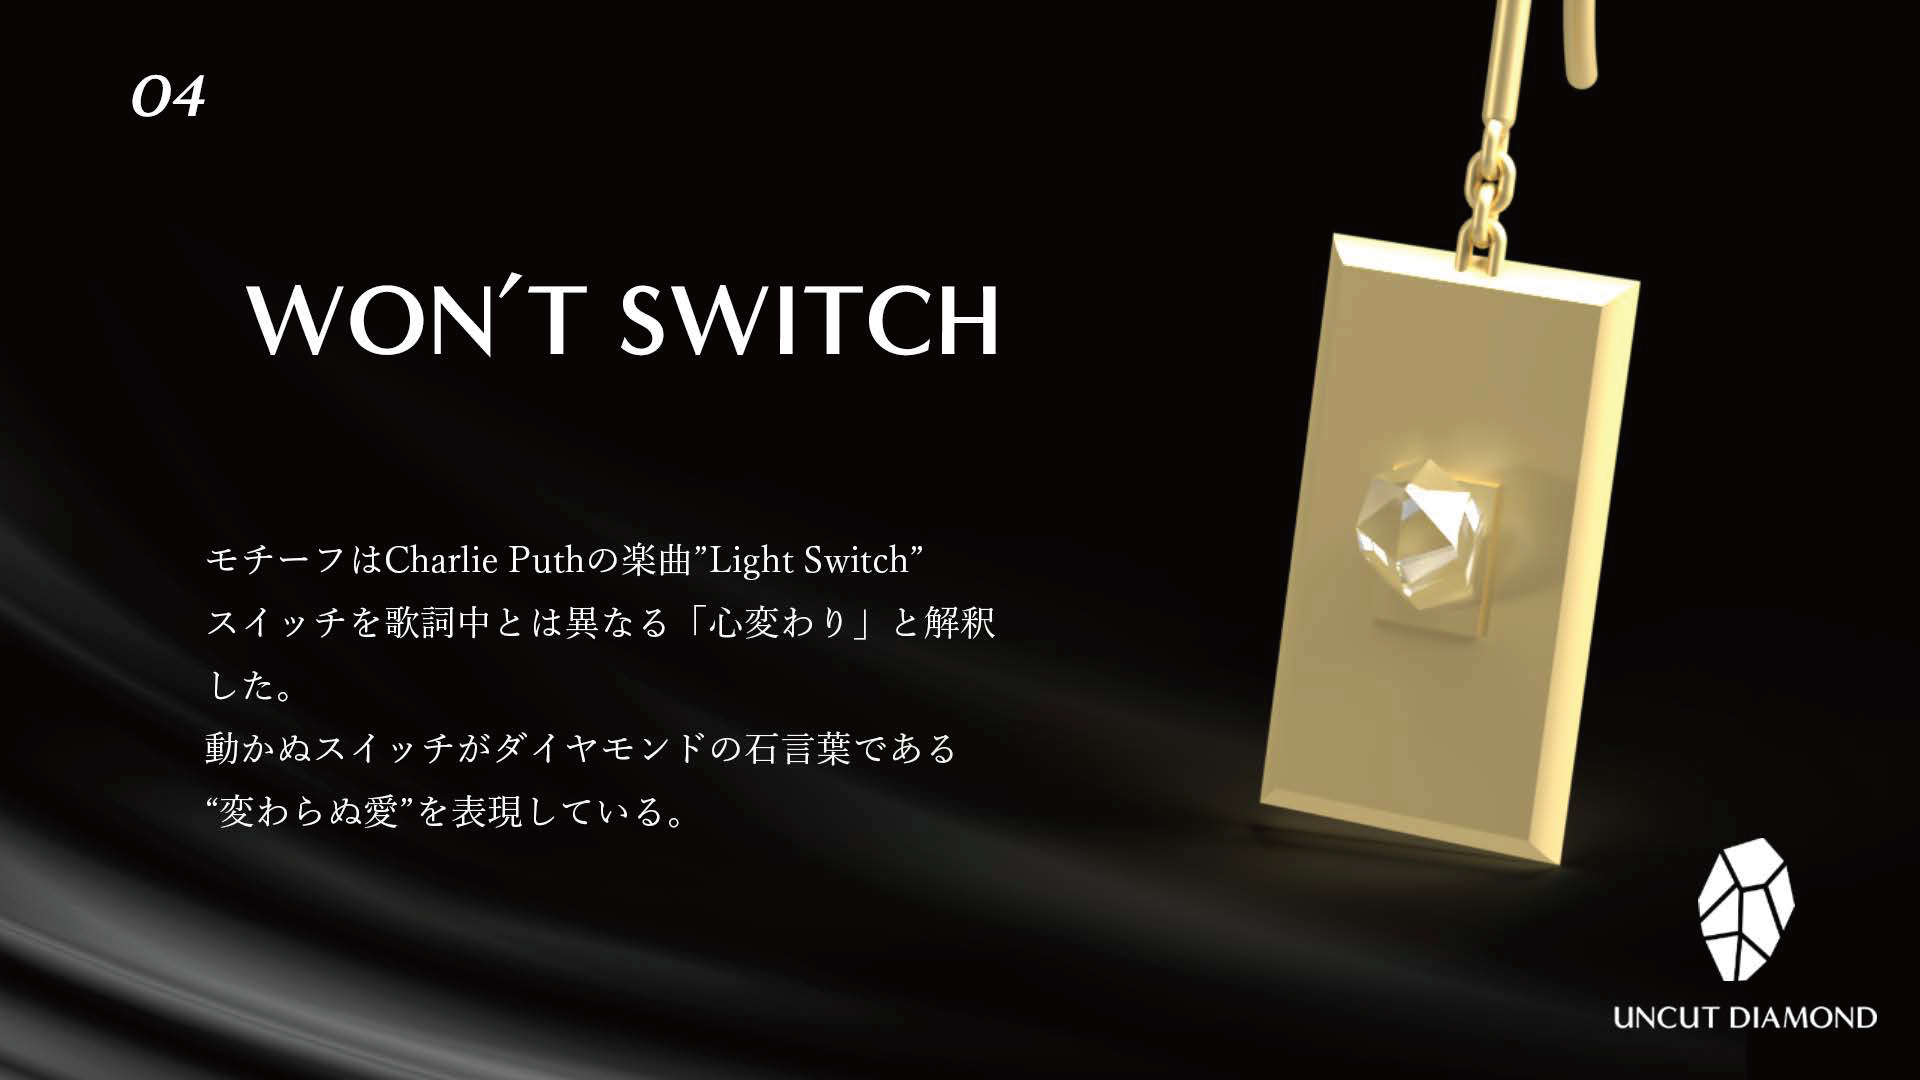 04
WON´T SWITCH
モチーフはCharlie Puthの楽曲”Light Switch”
スイッチを歌詞中とは異なる「心変わり」と解釈
した。
動かぬスイッチがダイヤモンドの石言葉である
“変わらぬ愛”を表現している。
UNCUT DIAMOND